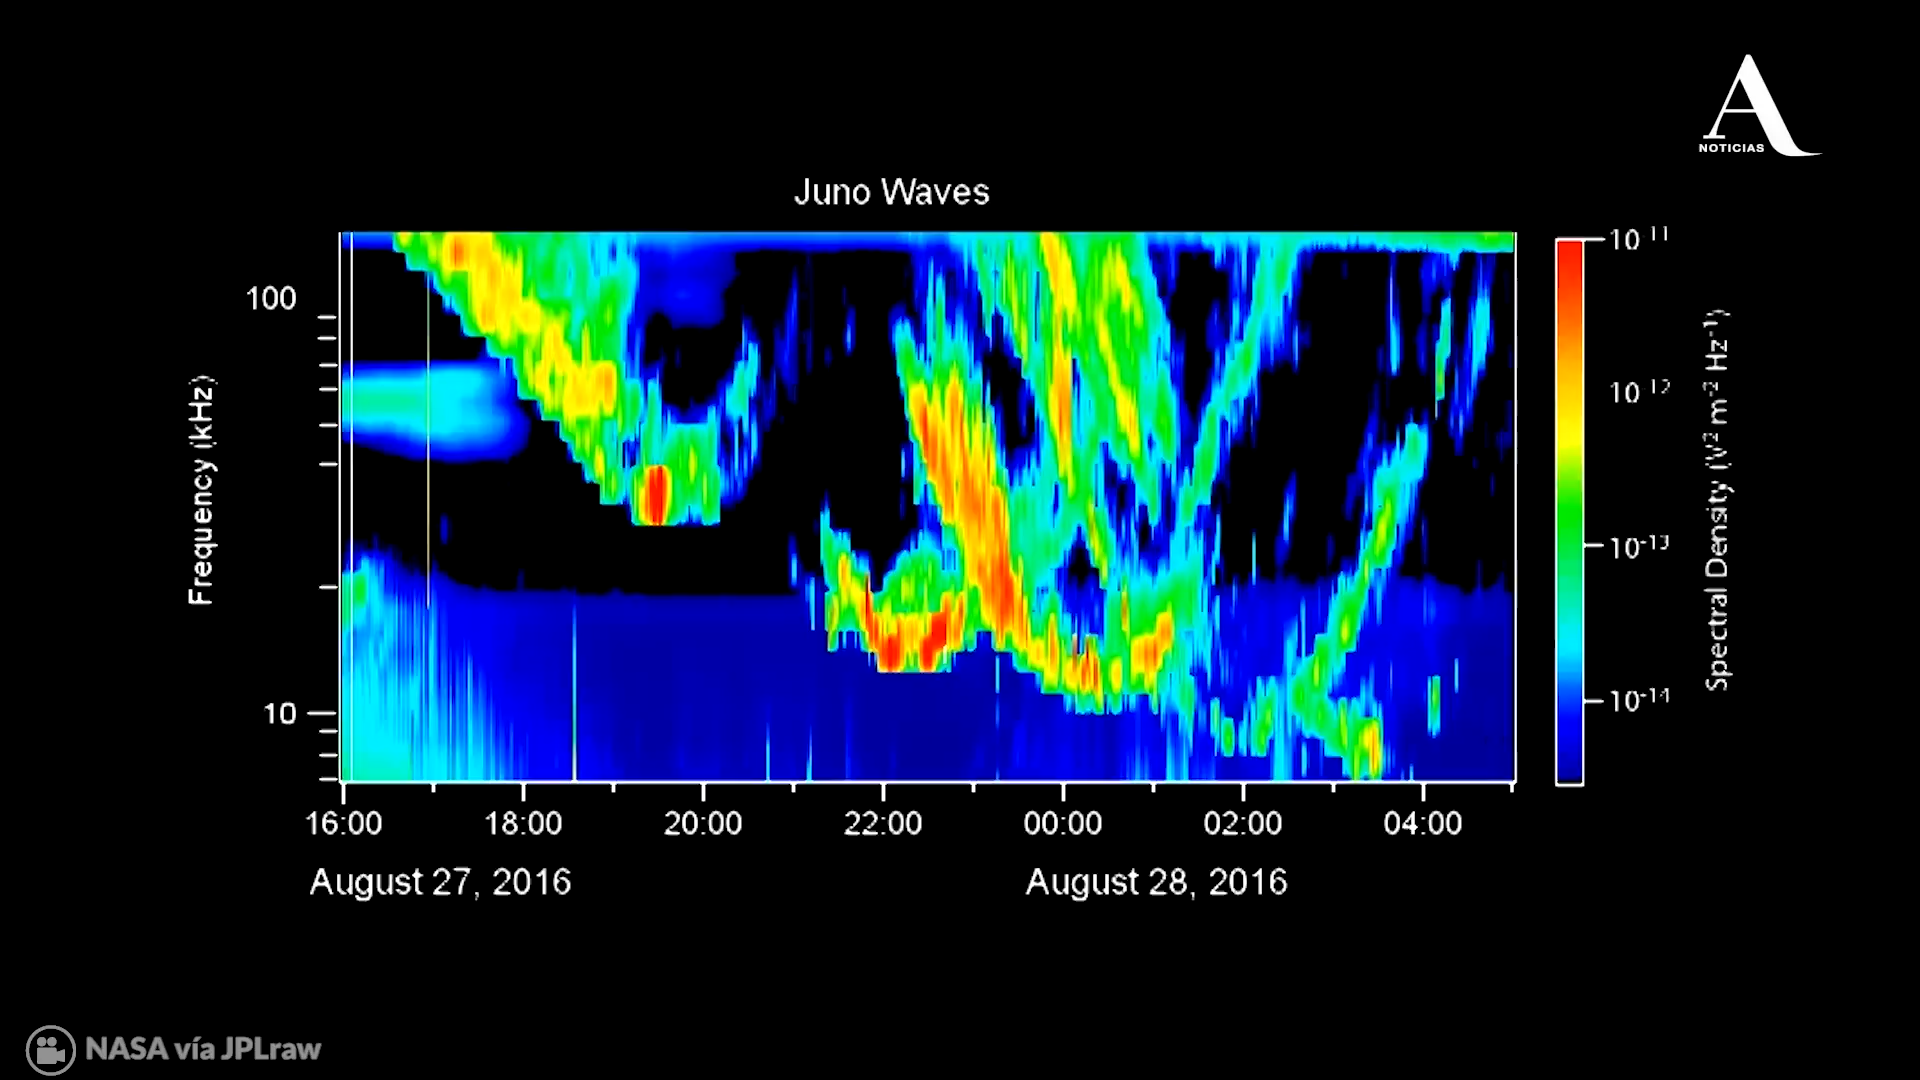 A
NOTICIAS
Juno Waves
100
10
Frequency (kHz)
16:00 18:00 20:00 22:00 00:00 02:00 04:00
August 27, 2016 August 28, 2016
10⁻¹¹
10⁻¹²
10⁻¹³
10⁻¹⁴
Spectral Density (V² m⁻² Hz⁻¹)
NASA vía JPLraw